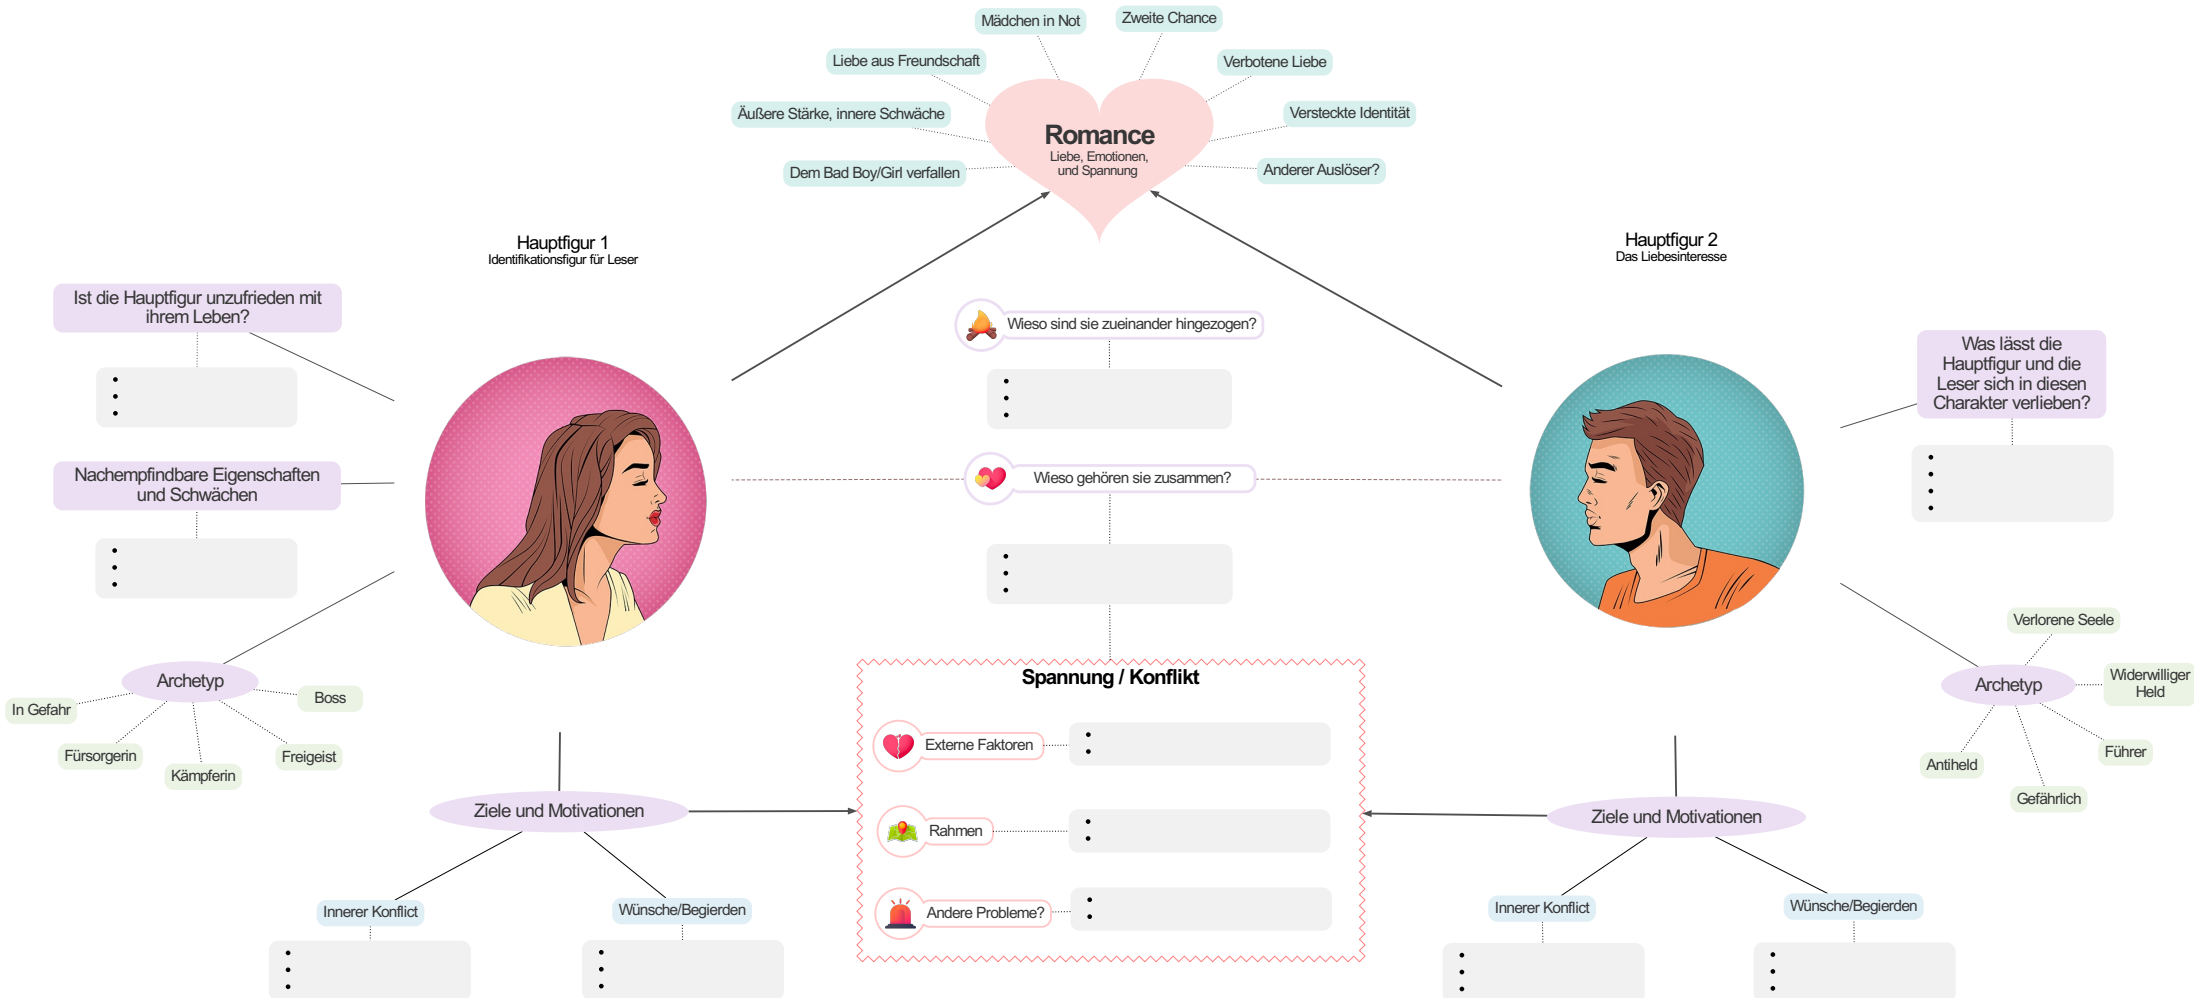 Mädchen in Not
Zweite Chance
Liebe aus Freundschaft
Verbotene Liebe
Äußere Stärke, innere Schwäche
Versteckte Identität
Dem Bad Boy/Girl verfallen
Anderer Auslöser?
Romance
Liebe, Emotionen,
und Spannung
Hauptfigur 1
Identifikationsfigur für Leser
Hauptfigur 2
Das Liebesinteresse
Ist die Hauptfigur unzufrieden mit
ihrem Leben?
Nachempfindbare Eigenschaften
und Schwächen
Archetyp
In Gefahr
Fürsorgerin
Kämpferin
Freigeist
Boss
Wieso sind sie zueinander hingezogen?
Wieso gehören sie zusammen?
Was lässt die
Hauptfigur und die
Leser sich in diesen
Charakter verlieben?
Archetyp
Verlorene Seele
Widerwilliger
Held
Führer
Gefährlich
Antiheld
Spannung / Konflikt
Externe Faktoren
Rahmen
Andere Probleme?
Ziele und Motivationen
Innerer Konflict
Wünsche/Begierden
Ziele und Motivationen
Innerer Konflict
Wünsche/Begierden